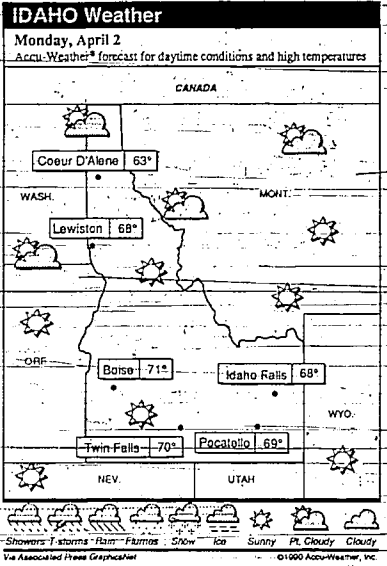 IDAHO Weather
Monday, April 2
Accu-Weather® forecast for daytime conditions and high temperatures
CANADA
Coeur D'Alene 63°
WASH.
MONT.
Lewiston 68°
ORE.
Boise 71°
Idaho Falls 68°
WYO.
Twin Falls 70°
Pocatello 69°
NEV.
UTAH
Showers T-storms Rain Flurries Snow Ice Sunny Pt. Cloudy Cloudy
Via Associated Press GraphicsNet
©1990 Accu-Weather, Inc.